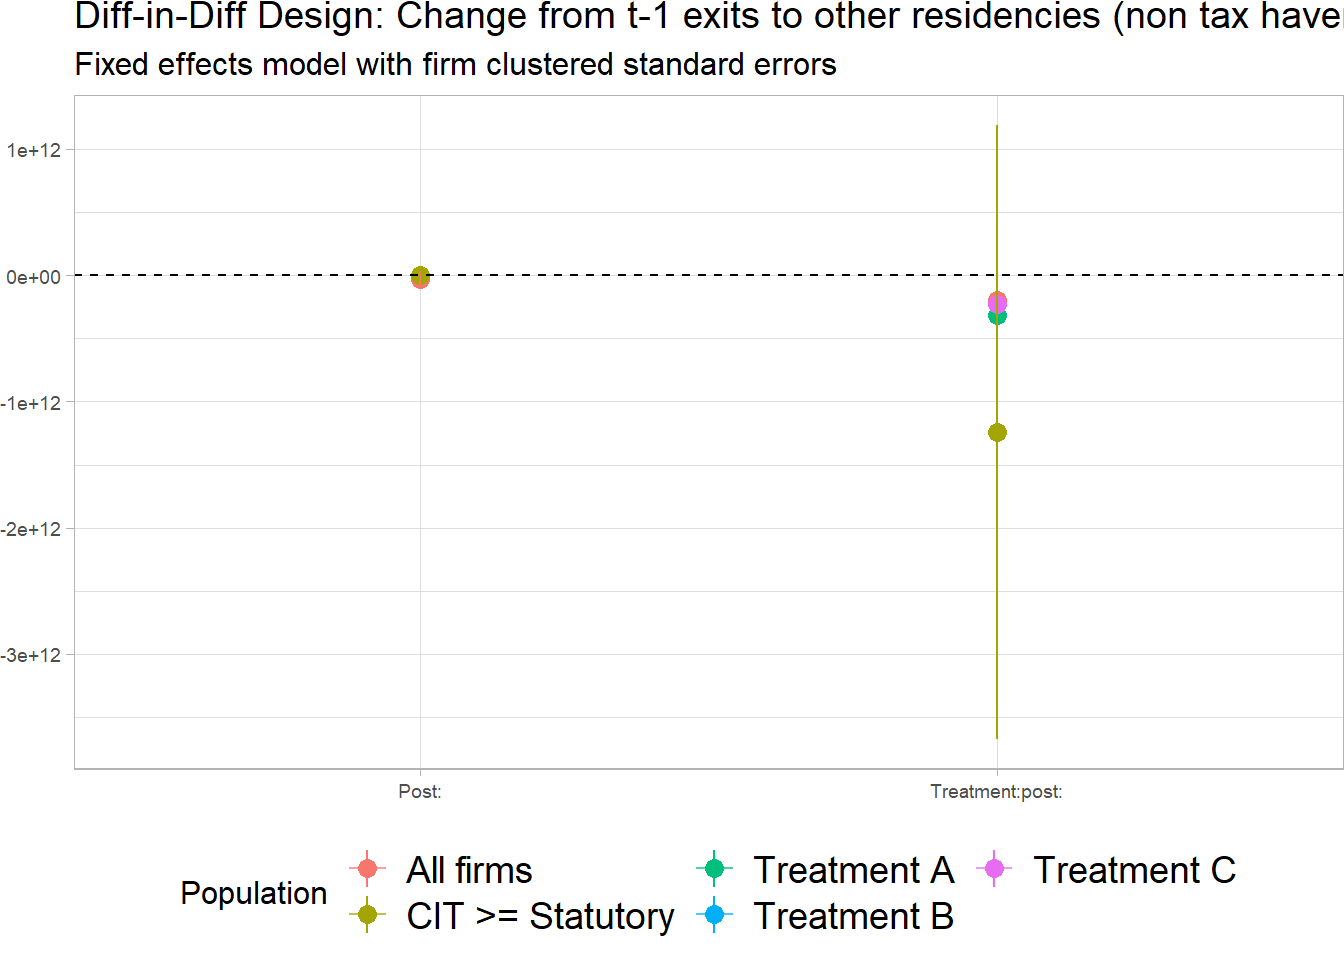 Diff-in-Diff Design: Change from t-1 exits to other residencies (non tax have
Fixed effects model with firm clustered standard errors
1e+12
0e+00
-1e+12
-2e+12
-3e+12
Post:
Treatment:post:
Population
All firms
Treatment A
Treatment C
CIT >= Statutory
Treatment B